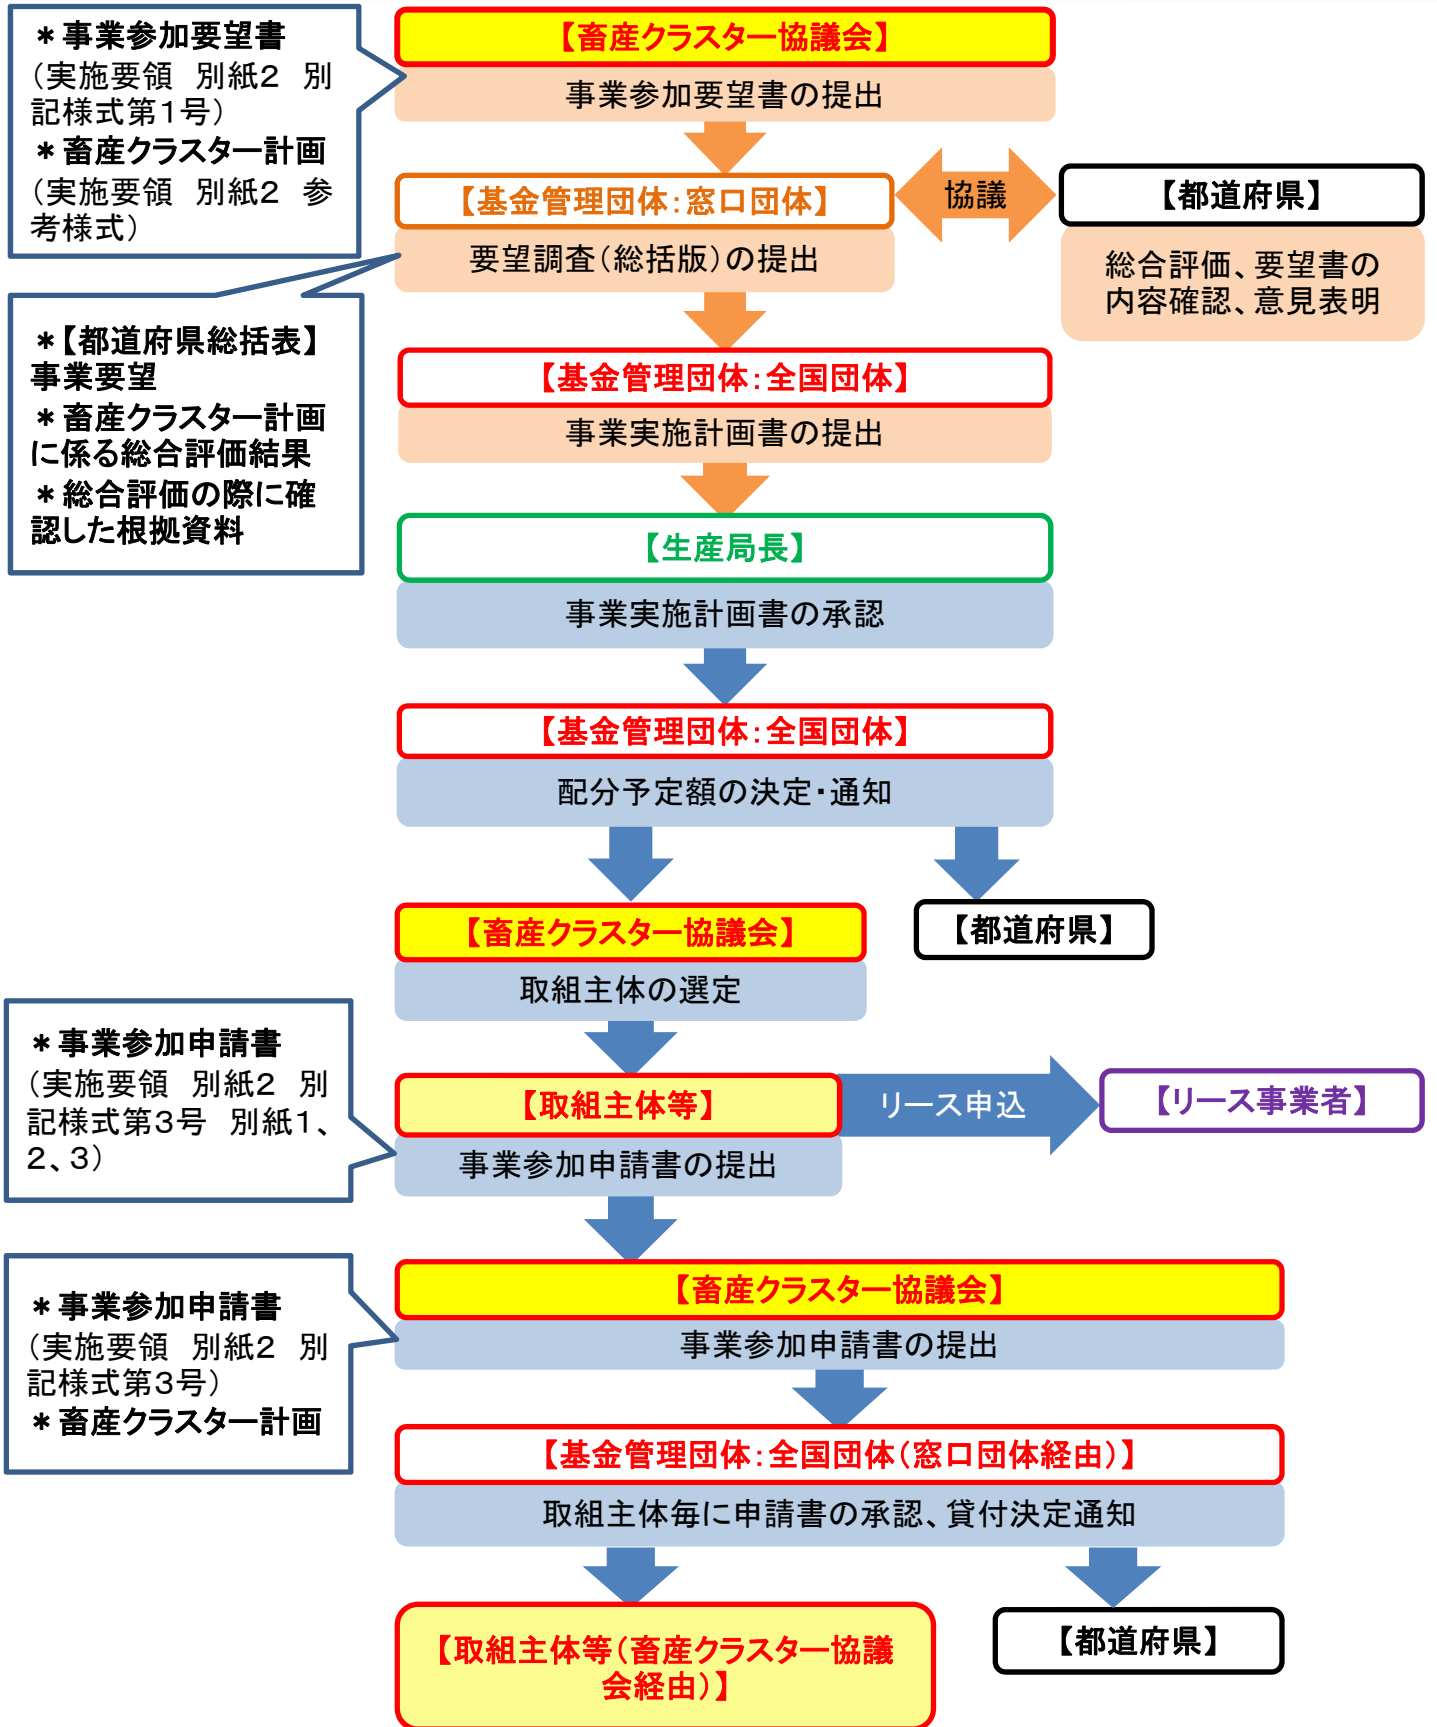 ＊事業参加要望書
（実施要領　別紙２　別
記様式第１号）
＊畜産クラスター計画
（実施要領　別紙２　参
考様式）
【畜産クラスター協議会】
事業参加要望書の提出
【基金管理団体：窓口団体】
要望調査（総括版）の提出
協議
【都道府県】
総合評価、要望書の
内容確認、意見表明
＊【都道府県総括表】
事業要望
＊畜産クラスター計画
に係る総合評価結果
＊総合評価の際に確
認した根拠資料
【基金管理団体：全国団体】
事業実施計画書の提出
【生産局長】
事業実施計画書の承認
【基金管理団体：全国団体】
配分予定額の決定・通知
【畜産クラスター協議会】
取組主体の選定
【都道府県】
＊事業参加申請書
（実施要領　別紙２　別
記様式第３号　別紙１、
２、３）
【取組主体等】
事業参加申請書の提出
リース申込
【リース事業者】
＊事業参加申請書
（実施要領　別紙２　別
記様式第３号）
＊畜産クラスター計画
【畜産クラスター協議会】
事業参加申請書の提出
【基金管理団体：全国団体（窓口団体経由）】
取組主体毎に申請書の承認、貸付決定通知
【取組主体等（畜産クラスター協議
会経由）】
【都道府県】